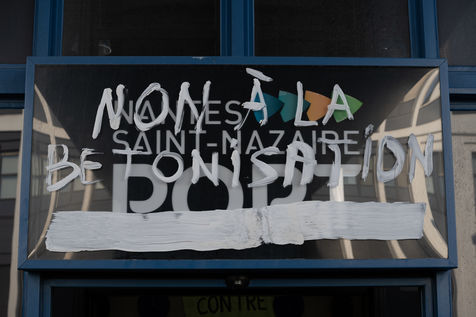 NON À LA
NANTES
SAINT-NAZAIRE
BETONISATION
PORT
CONTRE